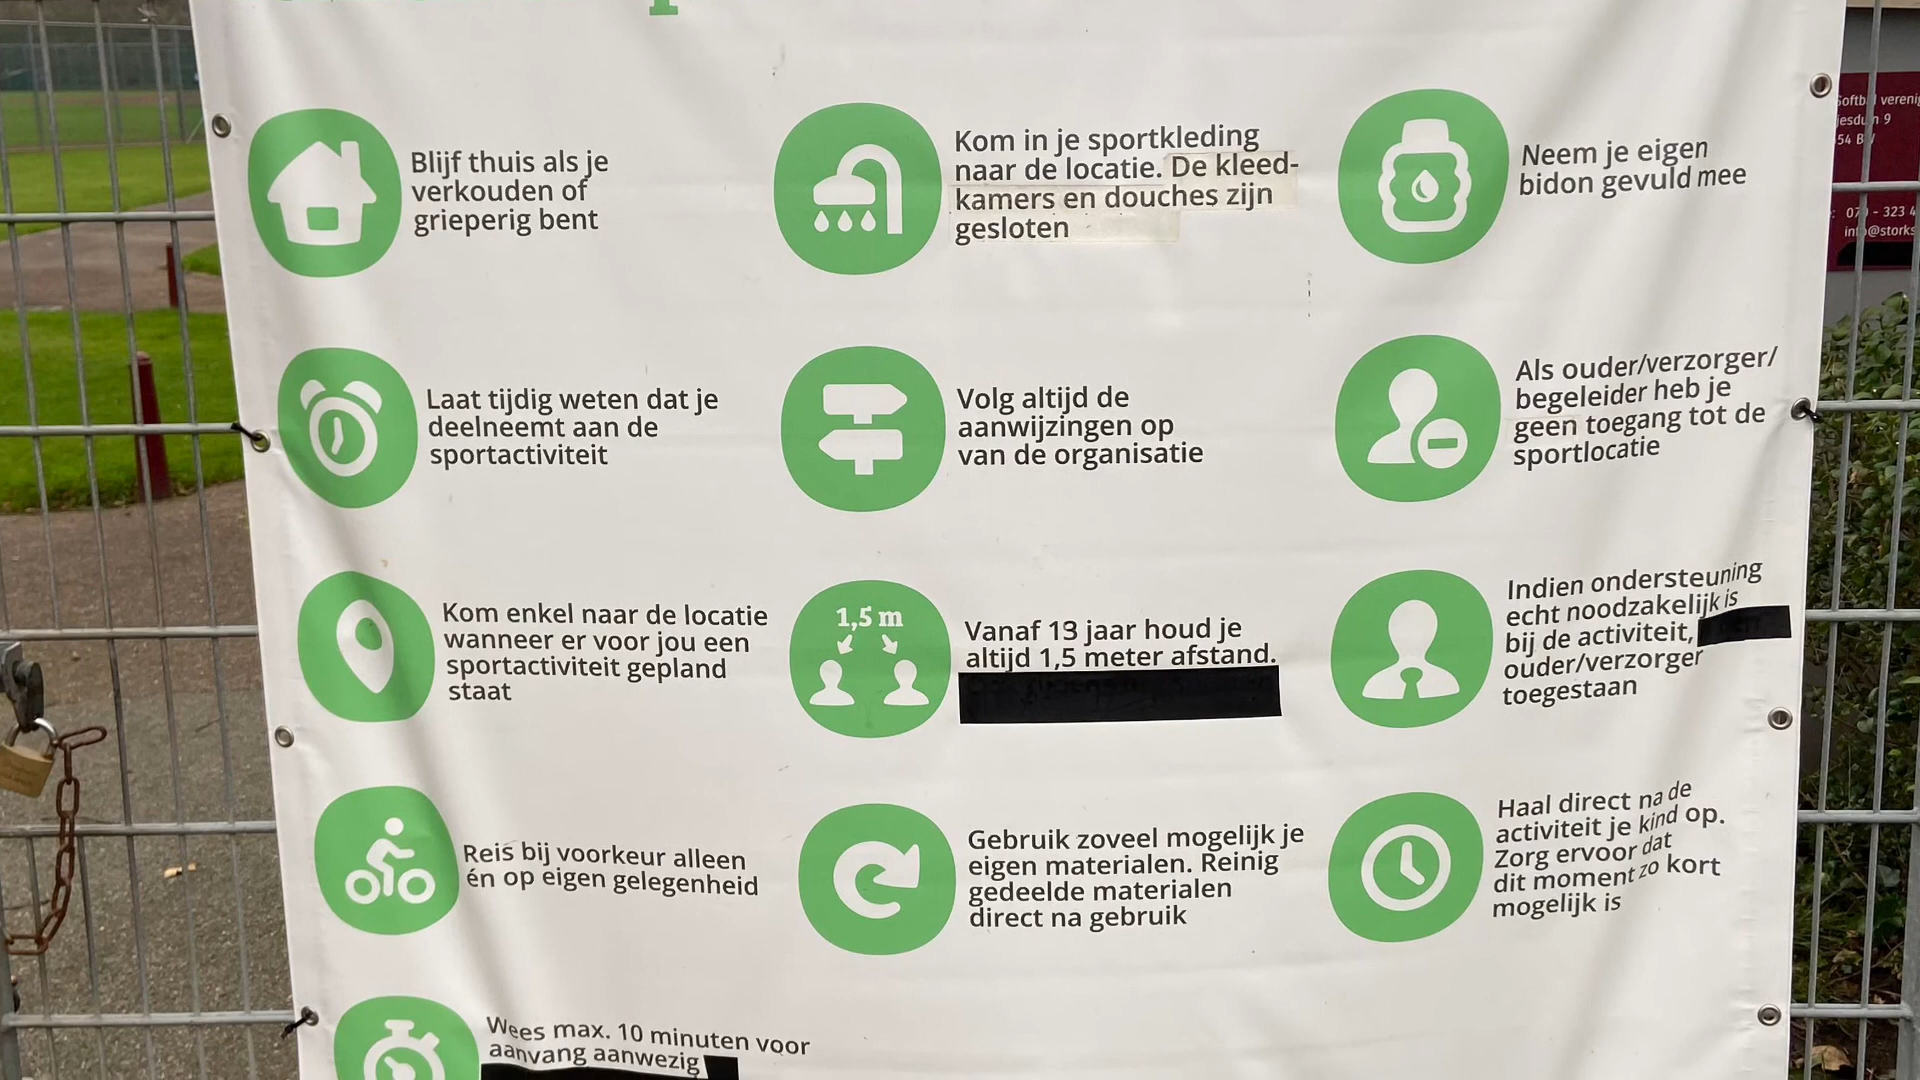 Blijf thuis als je
verkouden of
grieperig bent
Kom in je sportkleding
naar de locatie. De kleed-
kamers en douches zijn
gesloten
Neem je eigen
bidon gevuld mee
Laat tijdig weten dat je
deelneemt aan de
sportactiviteit
Volg altijd de
aanwijzingen op
van de organisatie
Als ouder/verzorger/
begeleider heb je
geen toegang tot de
sportlocatie
Kom enkel naar de locatie
wanneer er voor jou een
sportactiviteit gepland
staat
1,5 m
Vanaf 13 jaar houd je
altijd 1,5 meter afstand.
Indien ondersteuning
echt noodzakelijk is
bij de activiteit,
ouder/verzorger
toegestaan
Reis bij voorkeur alleen
én op eigen gelegenheid
Gebruik zoveel mogelijk je
eigen materialen. Reinig
gedeelde materialen
direct na gebruik
Haal direct na de
activiteit je kind op.
Zorg ervoor dat
dit moment zo kort
mogelijk is
Wees max. 10 minuten voor
aanvang aanwezig